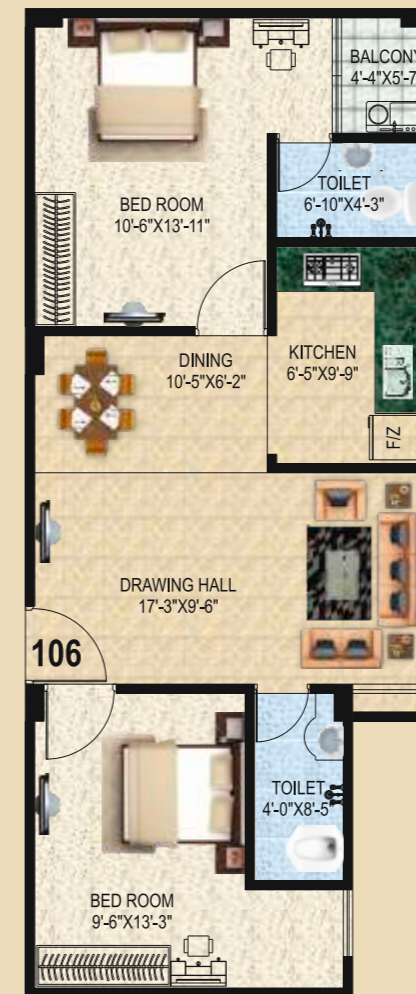 BALCONY
4'-4"X5'-7
TOILET
6'-10"X4'-3"
BED ROOM
10'-6"X13'-11"
DINING
10'-5"X6'-2"
KITCHEN
6'-5"X9'-9"
F/Z
DRAWING HALL
17'-3"X9'-6"
106
TOILET
4'-0"X8'-5"
BED ROOM
9'-6"X13'-3"